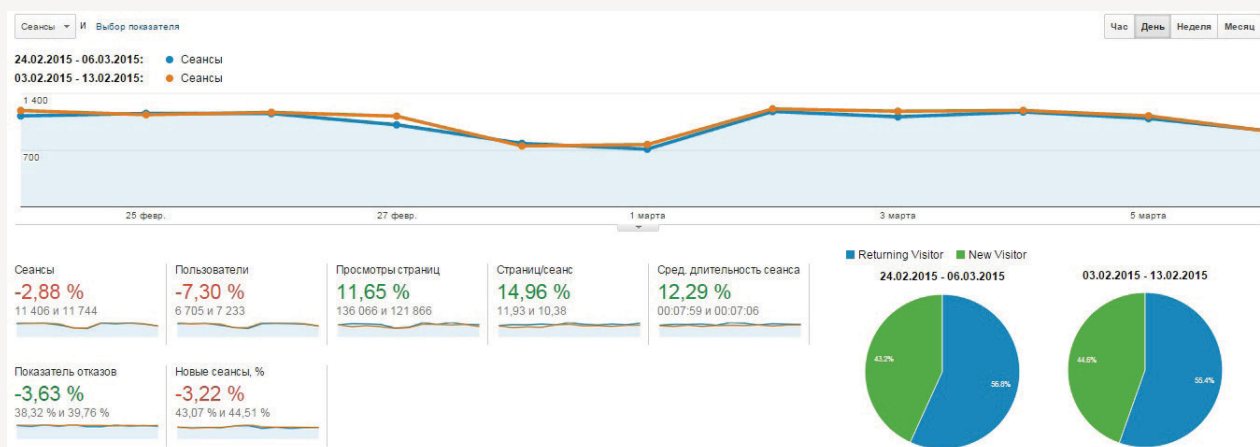 Сеансы И Выбор показателя
Час День Неделя Месяц
24.02.2015 - 06.03.2015: Сеансы
03.02.2015 - 13.02.2015: Сеансы
1 400
700
25 февр. 27 февр. 1 марта 3 марта 5 марта
Returning Visitor New Visitor
24.02.2015 - 06.03.2015 03.02.2015 - 13.02.2015
Сеансы
-2,88 %
11 406 и 11 744
Пользователи
-7,30 %
6 705 и 7 233
Просмотры страниц
11,65 %
136 066 и 121 866
Страниц/сеанс
14,96 %
11,93 и 10,38
Сред. длительность сеанса
12,29 %
00:07:59 и 00:07:06
Показатель отказов
-3,63 %
38,32 % и 39,76 %
Новые сеансы, %
-3,22 %
43,07 % и 44,51 %
43.2%
56.8%
44.6%
55.4%